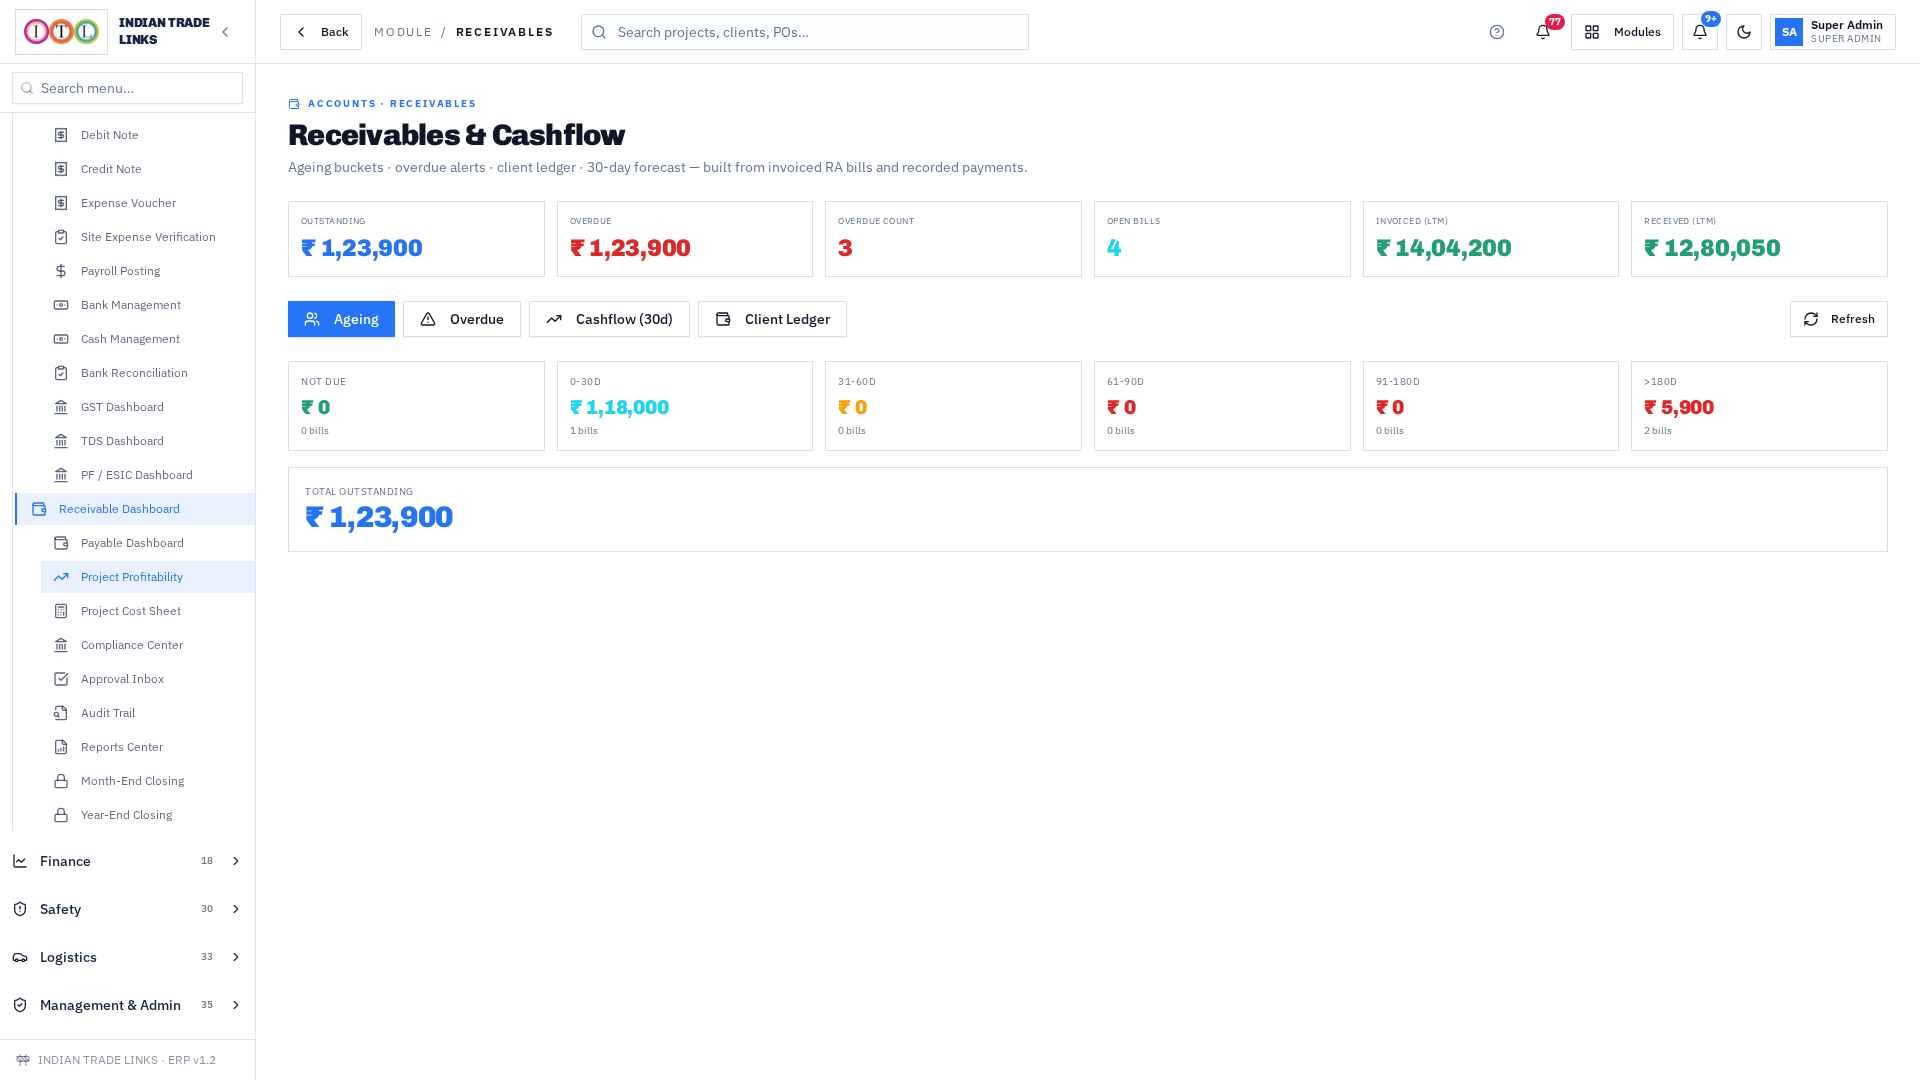 ITL
INDIAN TRADE
LINKS
Search menu...
Debit Note
Credit Note
Expense Voucher
Site Expense Verification
Payroll Posting
Bank Management
Cash Management
Bank Reconciliation
GST Dashboard
TDS Dashboard
PF / ESIC Dashboard
Receivable Dashboard
Payable Dashboard
Project Profitability
Project Cost Sheet
Compliance Center
Approval Inbox
Audit Trail
Reports Center
Month-End Closing
Year-End Closing
Finance 18
Safety 30
Logistics 33
Management & Admin 35
INDIAN TRADE LINKS · ERP v1.2
Back MODULE / RECEIVABLES Search projects, clients, POs... 77 Modules 9+ SA Super Admin
SUPER ADMIN
ACCOUNTS · RECEIVABLES
Receivables & Cashflow
Ageing buckets · overdue alerts · client ledger · 30-day forecast — built from invoiced RA bills and recorded payments.
OUTSTANDING OVERDUE OVERDUE COUNT OPEN BILLS INVOICED (LTM) RECEIVED (LTM)
₹ 1,23,900 ₹ 1,23,900 3 4 ₹ 14,04,200 ₹ 12,80,050
Ageing Overdue Cashflow (30d) Client Ledger Refresh
NOT DUE 0-30D 31-60D 61-90D 91-180D >180D
₹ 0 ₹ 1,18,000 ₹ 0 ₹ 0 ₹ 0 ₹ 5,900
0 bills 1 bills 0 bills 0 bills 0 bills 2 bills
TOTAL OUTSTANDING
₹ 1,23,900